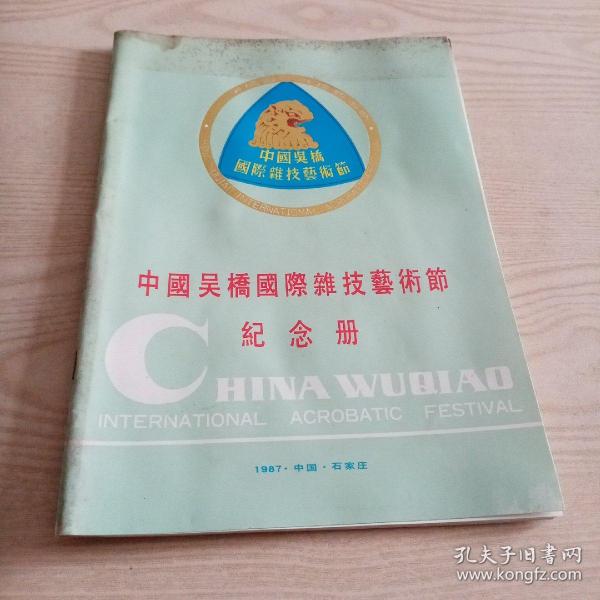 中國吳橋
國際雜技藝術節
INTERNATIONAL
中國吴橋國際雜技藝術節
紀念册
CHINA WUQIAO
INTERNATIONAL ACROBATIC FESTIVAL
1987·中国·石家庄
孔夫子旧书网
www.kongfz.com